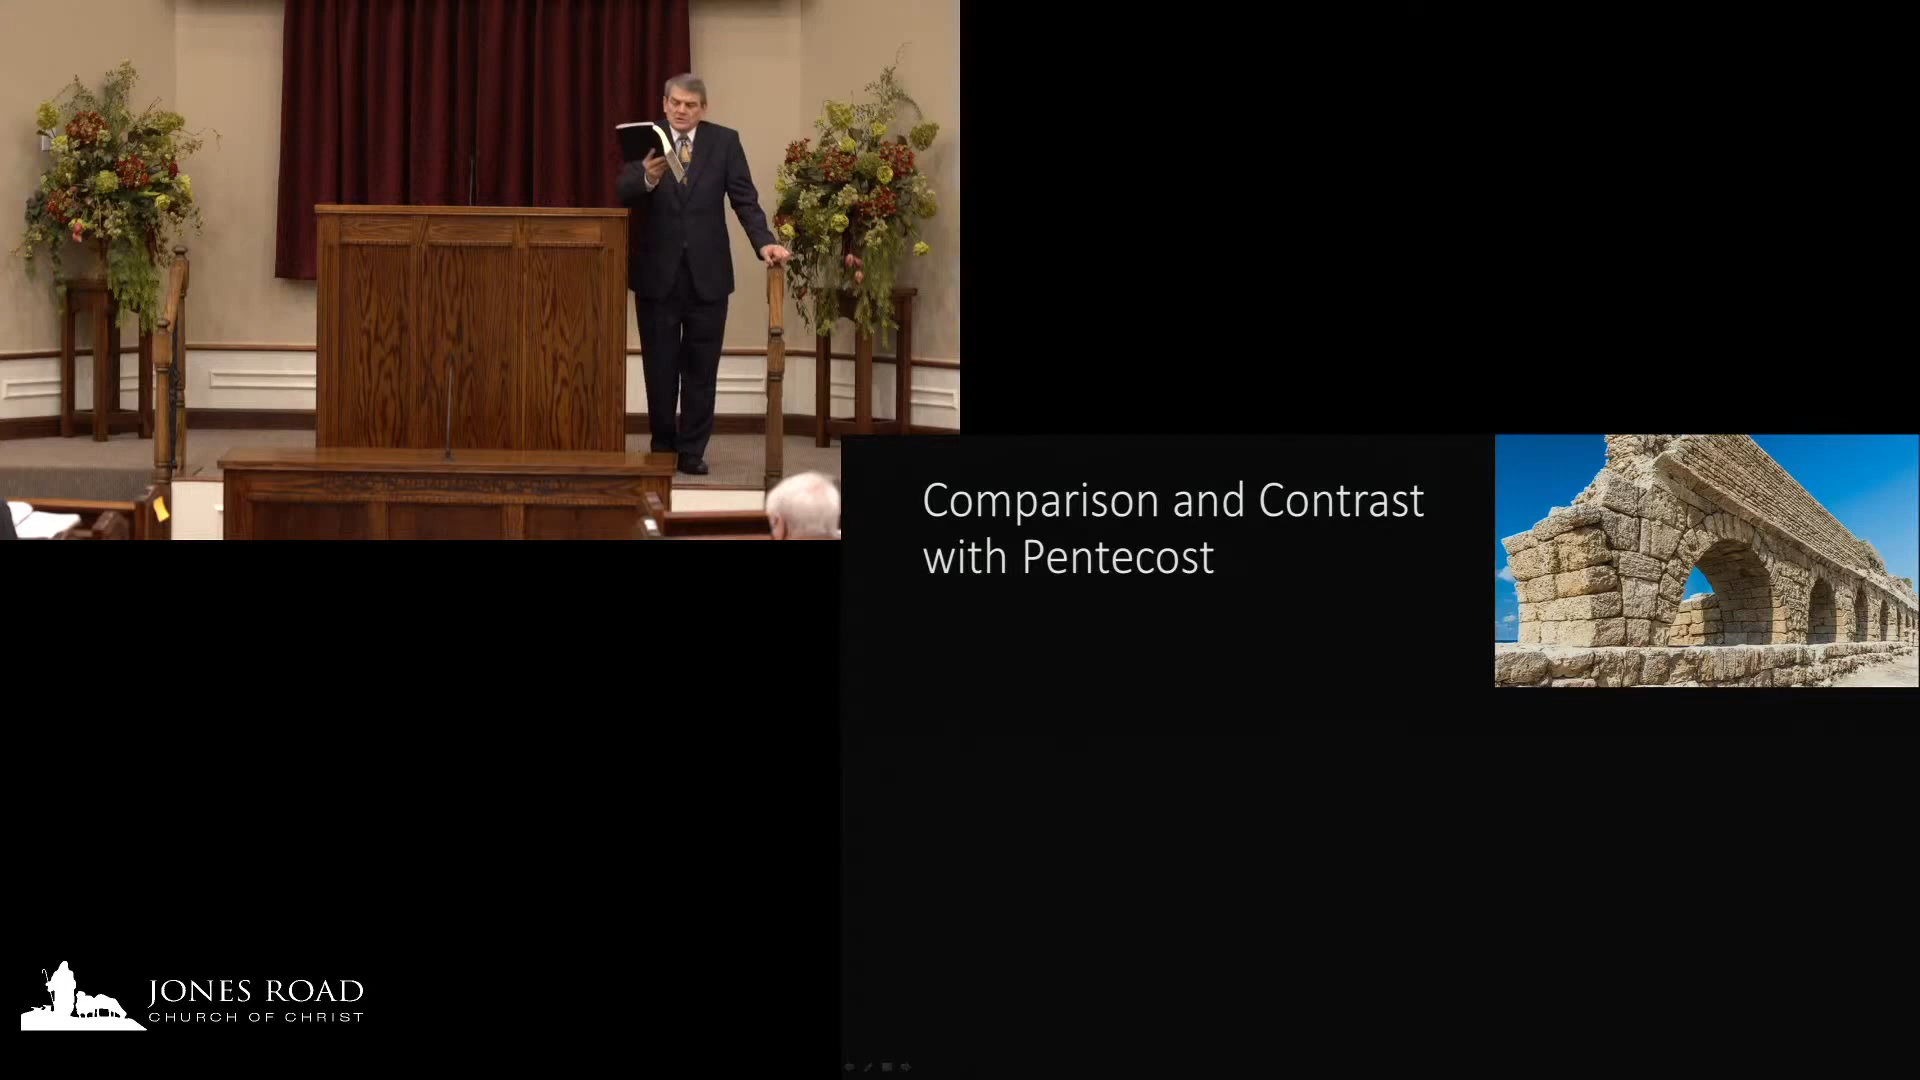 Comparison and Contrast
with Pentecost
JONES ROAD
CHURCH OF CHRIST